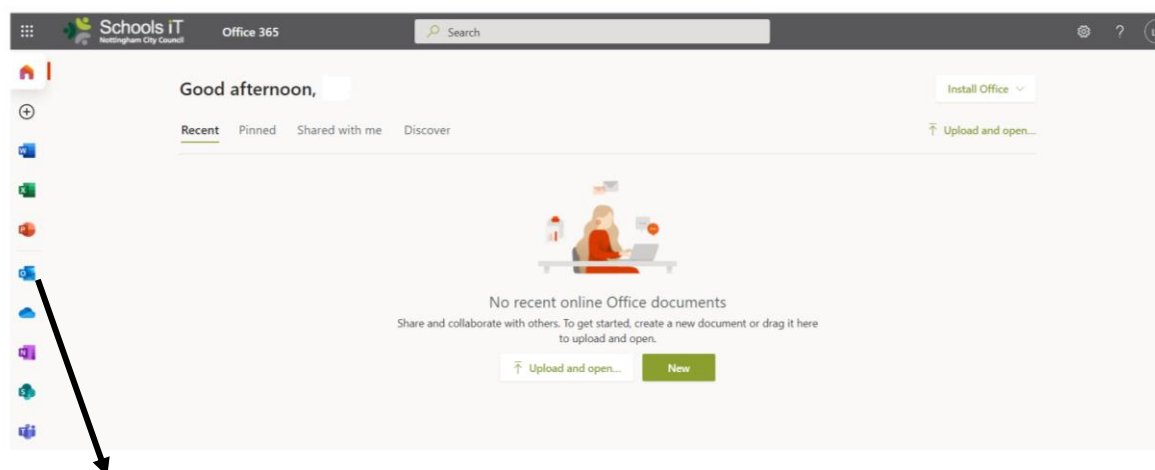 Schools iT
Nottingham City Council
Office 365
Search
?
Good afternoon,
Install Office
Recent Pinned Shared with me Discover
Upload and open...
No recent online Office documents
Share and collaborate with others. To get started, create a new document or drag it here
to upload and open.
Upload and open... New